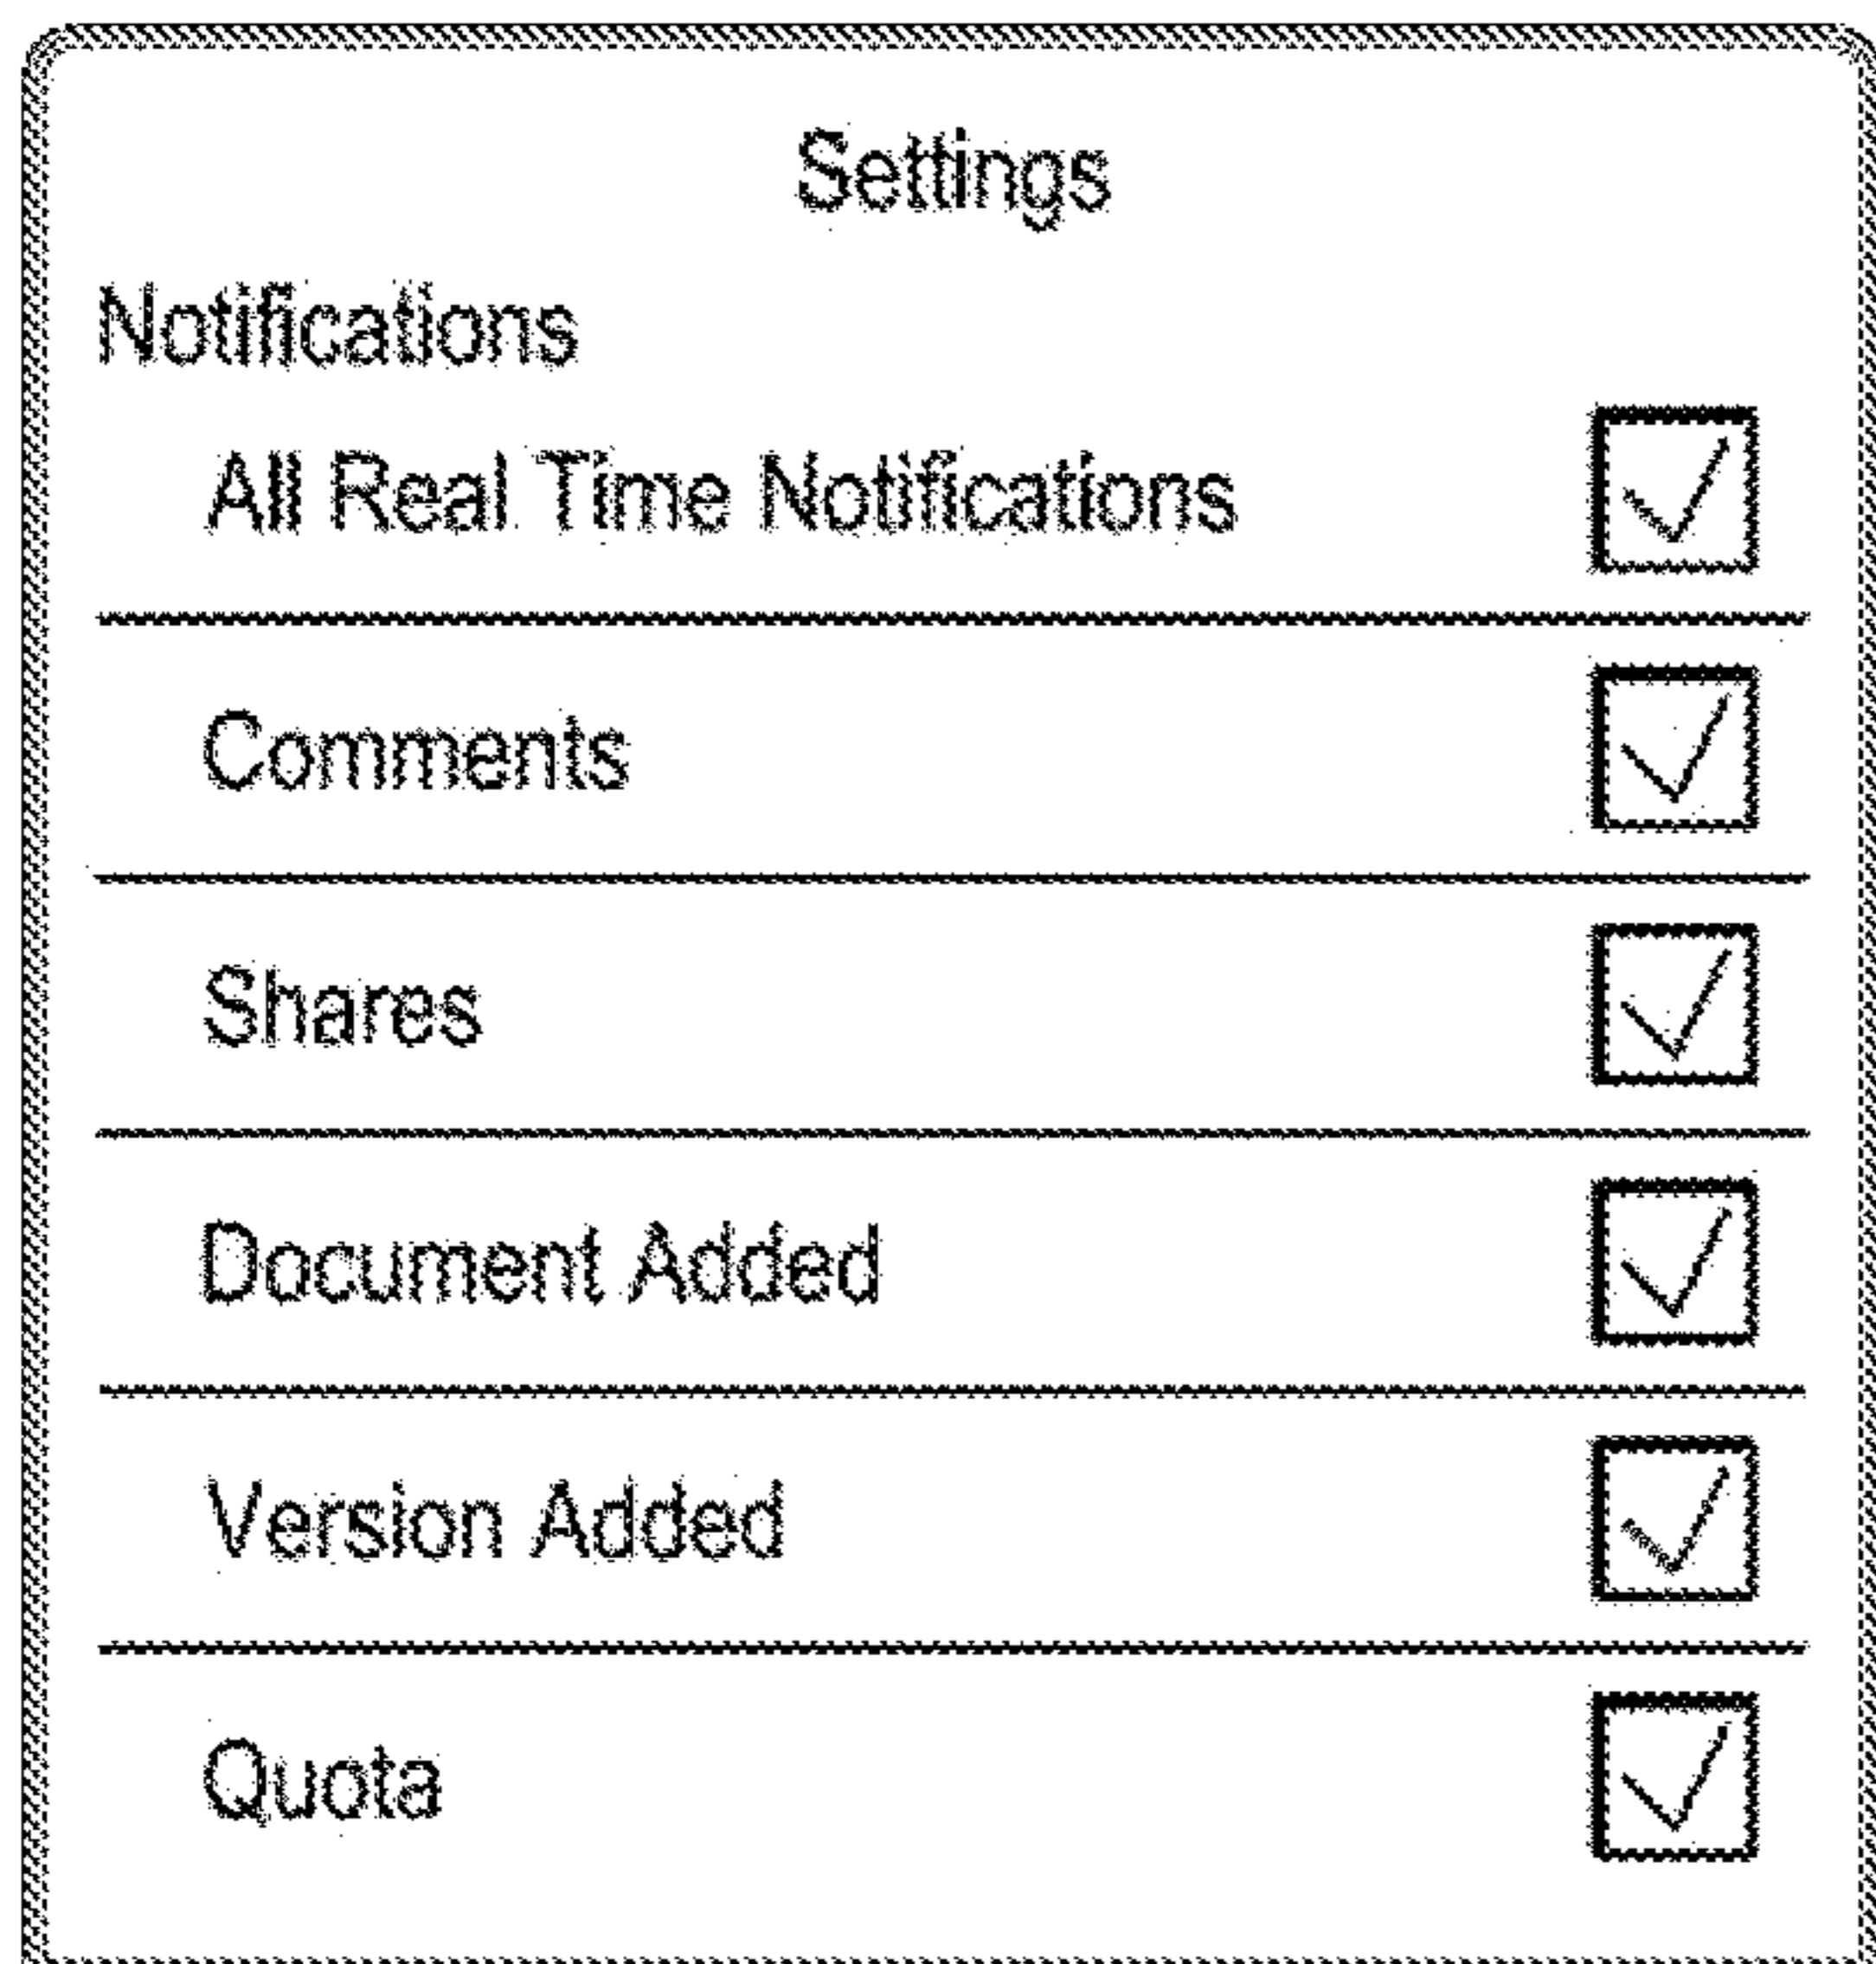 Settings
Notifications
All Real Time Notifications
Comments
Shares
Document Added
Version Added
Quota